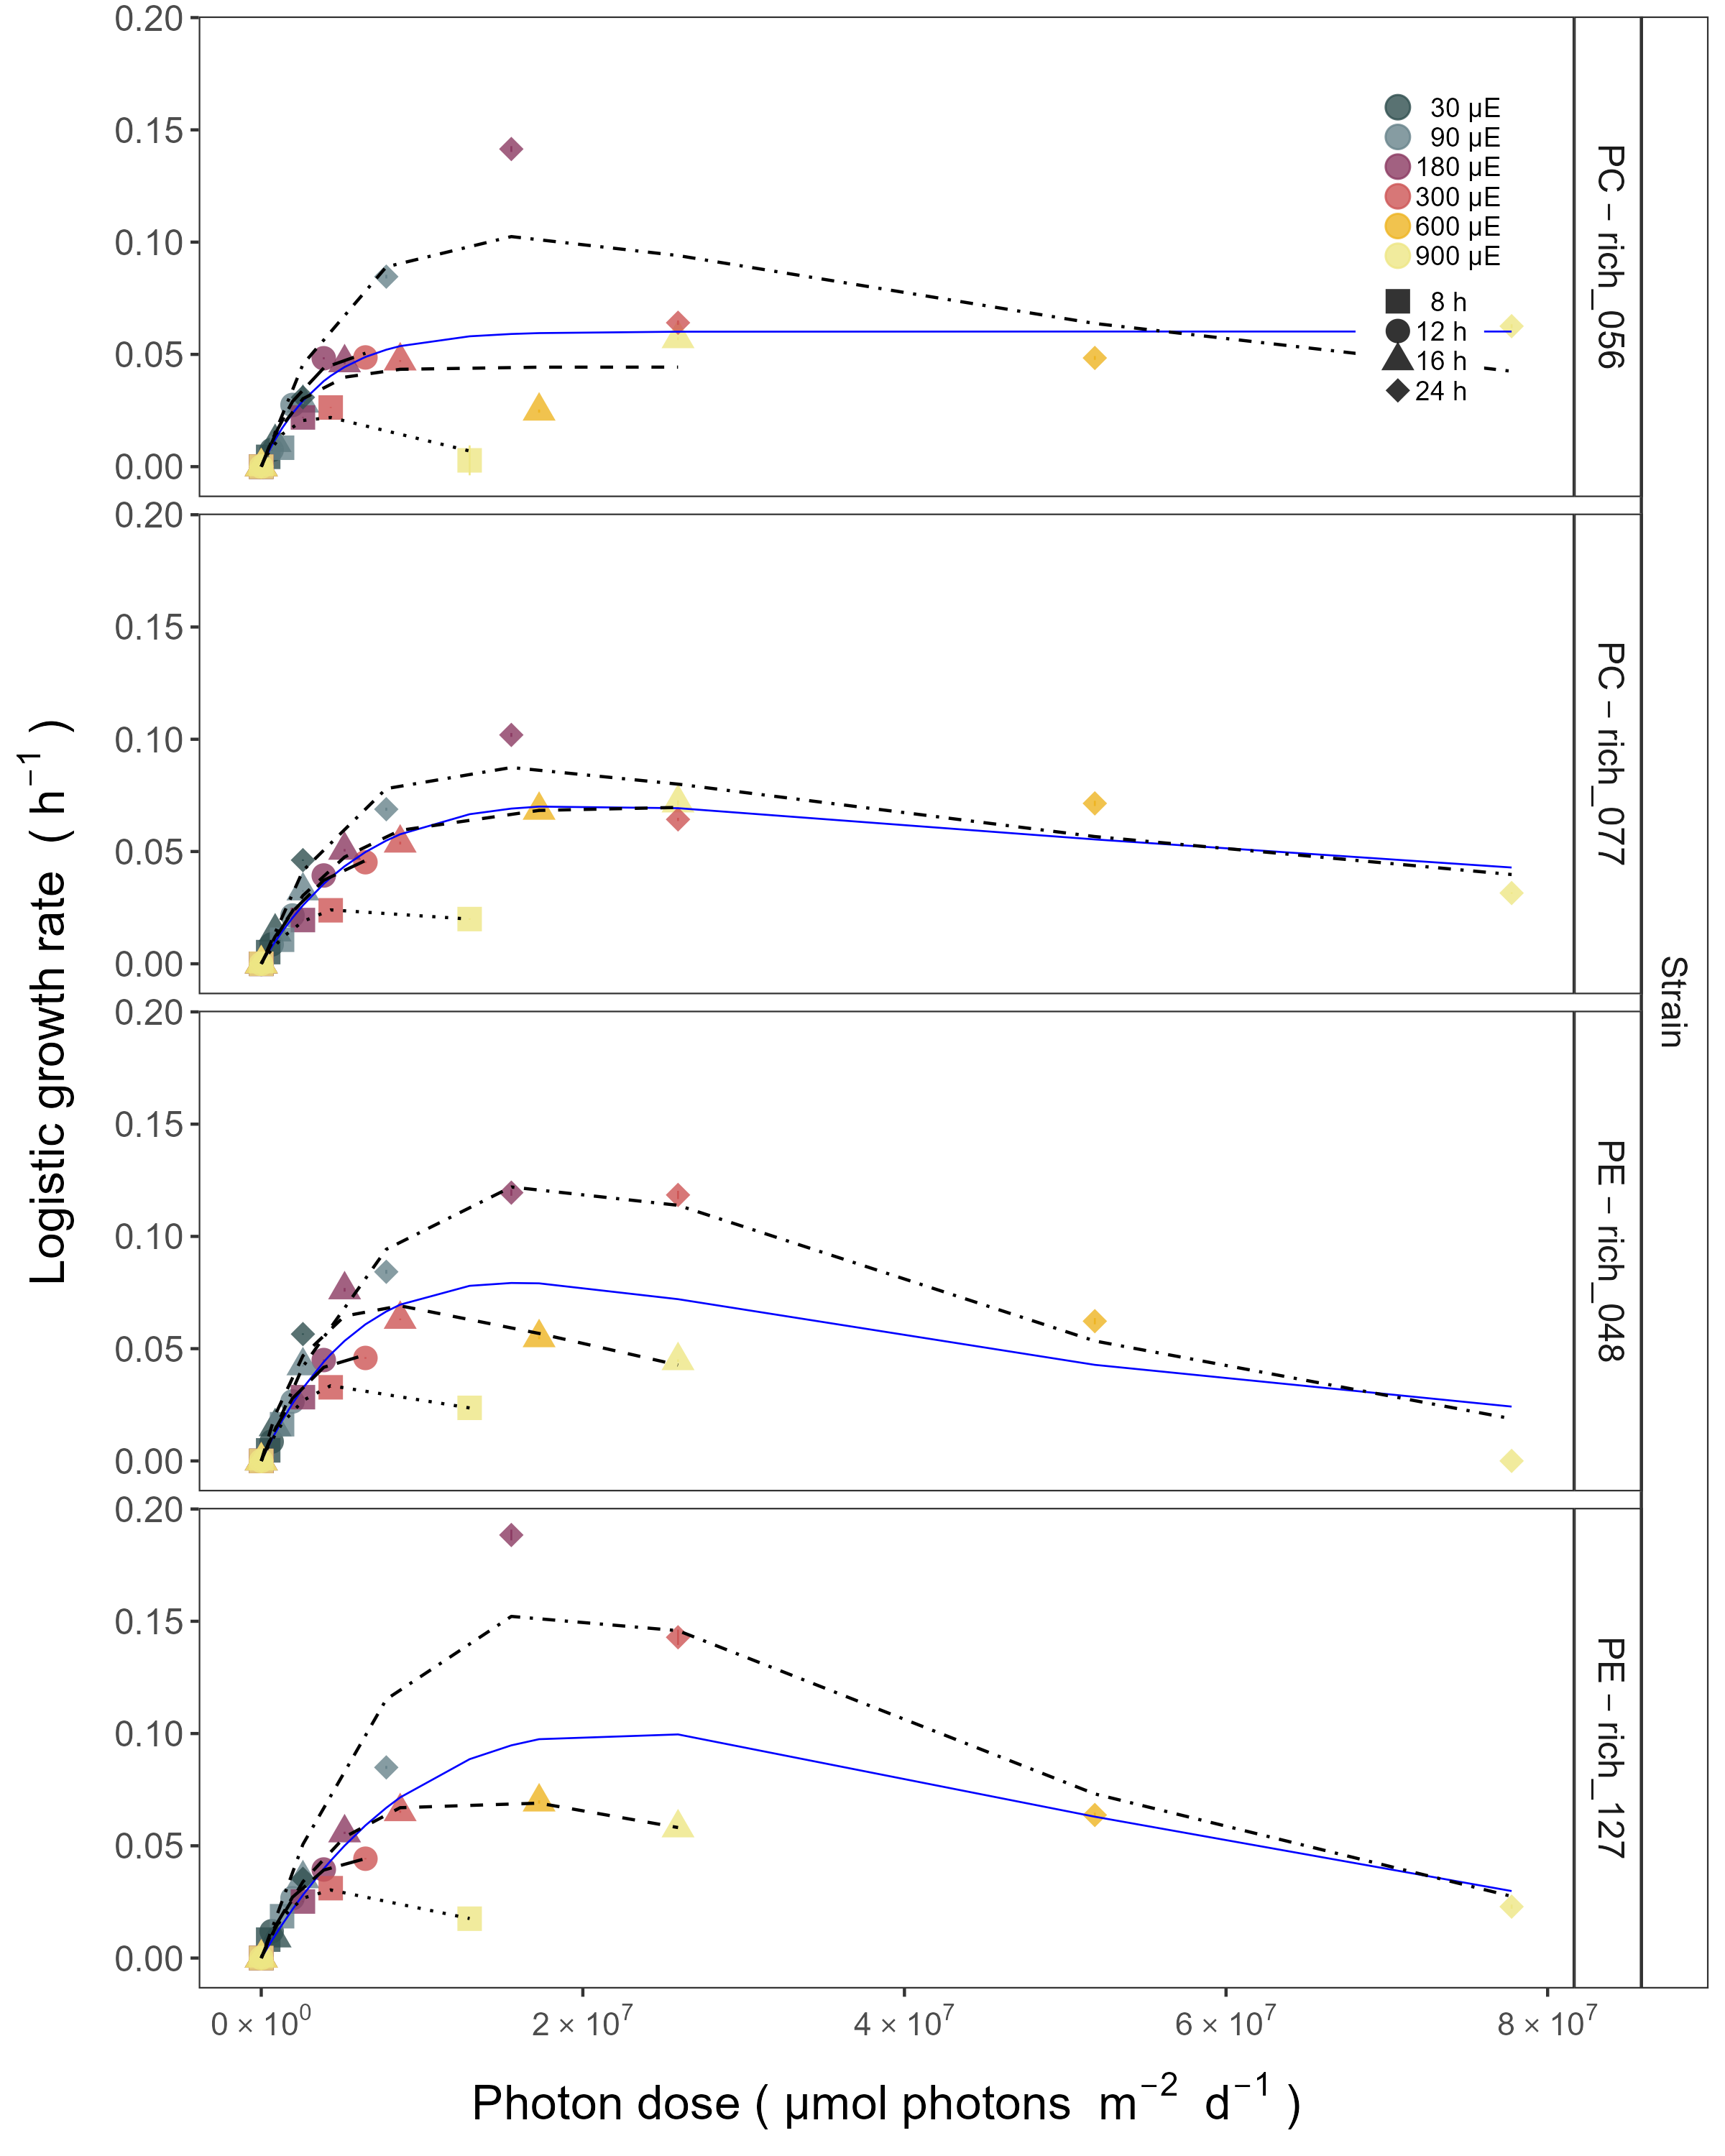 Logistic growth rate ( h⁻¹ )
0.20
0.15
0.10
0.05
0.00
30 µE
90 µE
180 µE
300 µE
600 µE
900 µE
8 h
12 h
16 h
24 h
PC − rich_056
0.20
0.15
0.10
0.05
0.00
PC − rich_077
Strain
0.20
0.15
0.10
0.05
0.00
PE − rich_048
0.20
0.15
0.10
0.05
0.00
PE − rich_127
0 × 10⁰ 2 × 10⁷ 4 × 10⁷ 6 × 10⁷ 8 × 10⁷
Photon dose ( µmol photons m⁻² d⁻¹ )